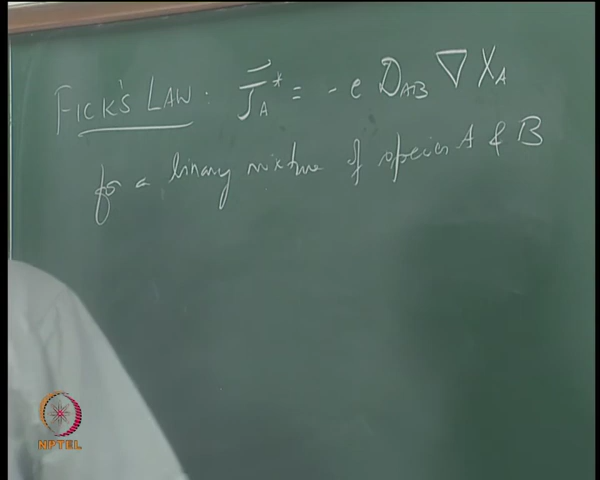 FICK'S LAW : J⃗_A* = - c D_AB ∇ X_A
for a binary mixture of species A & B
NPTEL